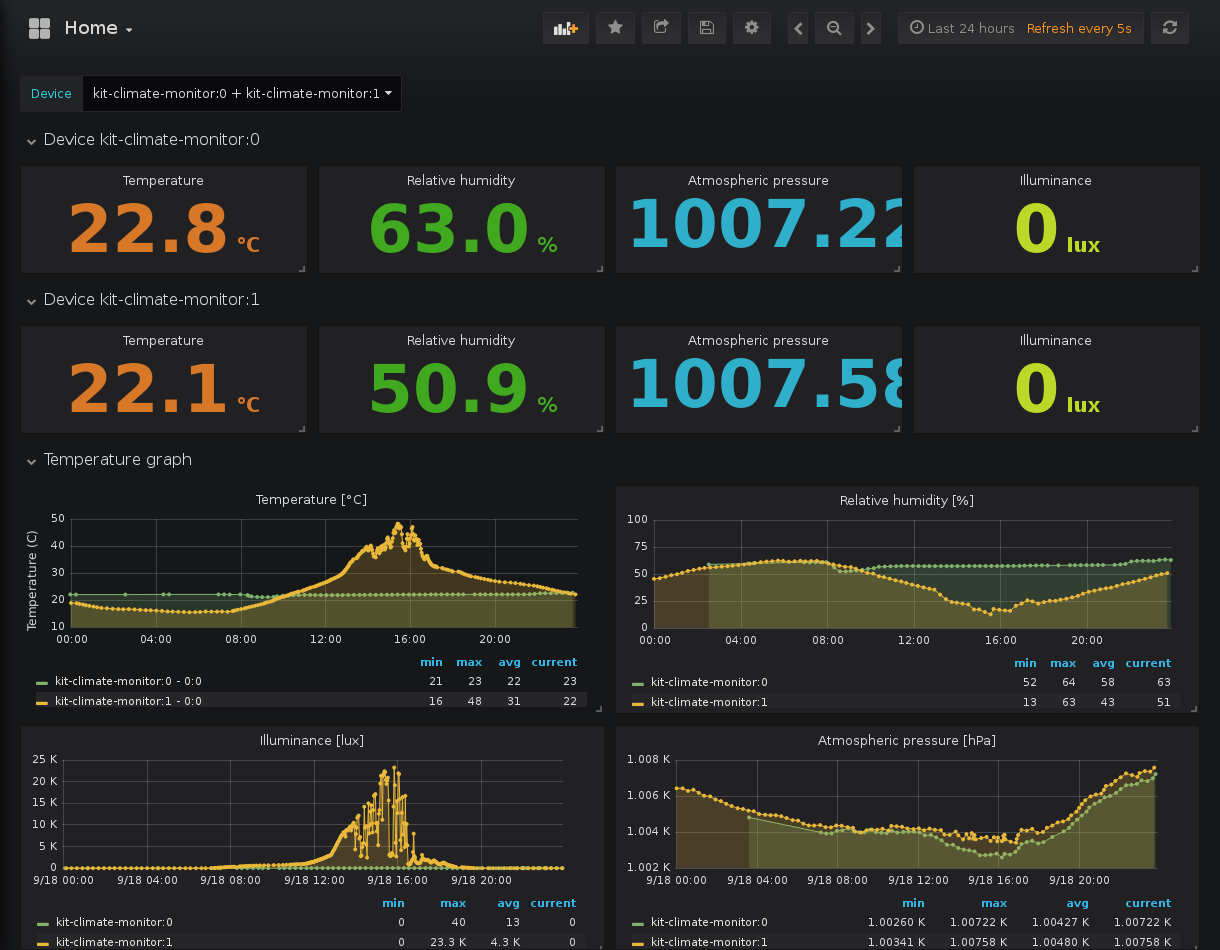 Home
Last 24 hours Refresh every 5s
Device kit-climate-monitor:0 + kit-climate-monitor:1
Device kit-climate-monitor:0
Temperature Relative humidity Atmospheric pressure Illuminance
22.8 °C 63.0 % 1007.22 0 lux
Device kit-climate-monitor:1
Temperature Relative humidity Atmospheric pressure Illuminance
22.1 °C 50.9 % 1007.58 0 lux
Temperature graph
Temperature [°C]
Temperature (C)
50
40
30
20
10
00:00 04:00 08:00 12:00 16:00 20:00
min max avg current
kit-climate-monitor:0 - 0:0 21 23 22 23
kit-climate-monitor:1 - 0:0 16 48 31 22
Relative humidity [%]
100
75
50
25
0
00:00 04:00 08:00 12:00 16:00 20:00
min max avg current
kit-climate-monitor:0 52 64 58 63
kit-climate-monitor:1 13 63 43 51
Illuminance [lux]
25 K
20 K
15 K
10 K
5 K
0
9/18 00:00 9/18 04:00 9/18 08:00 9/18 12:00 9/18 16:00 9/18 20:00
min max avg current
kit-climate-monitor:0 0 40 13 0
kit-climate-monitor:1 0 23.3 K 4.3 K 0
Atmospheric pressure [hPa]
1.008 K
1.006 K
1.004 K
1.002 K
9/18 00:00 9/18 04:00 9/18 08:00 9/18 12:00 9/18 16:00 9/18 20:00
min max avg current
kit-climate-monitor:0 1.00260 K 1.00722 K 1.00427 K 1.00722 K
kit-climate-monitor:1 1.00341 K 1.00758 K 1.00480 K 1.00758 K